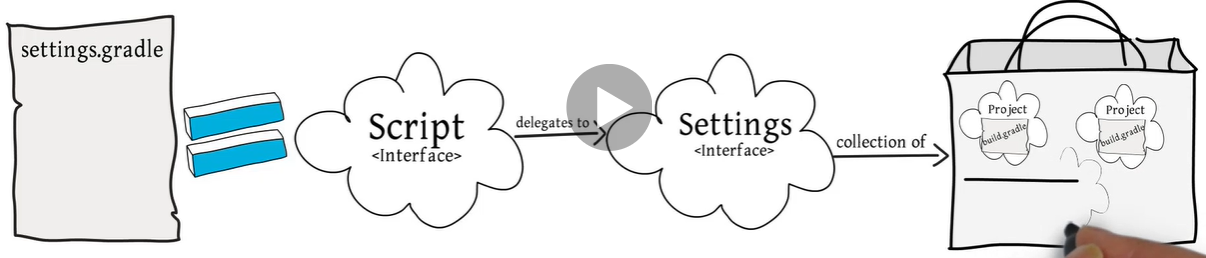 settings.gradle
Script
<Interface>
delegates to
Settings
<Interface>
collection of
Project
build.gradle
Project
build.gradle